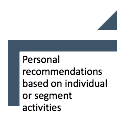 Personal
recommendations
based on individual
or segment
activities